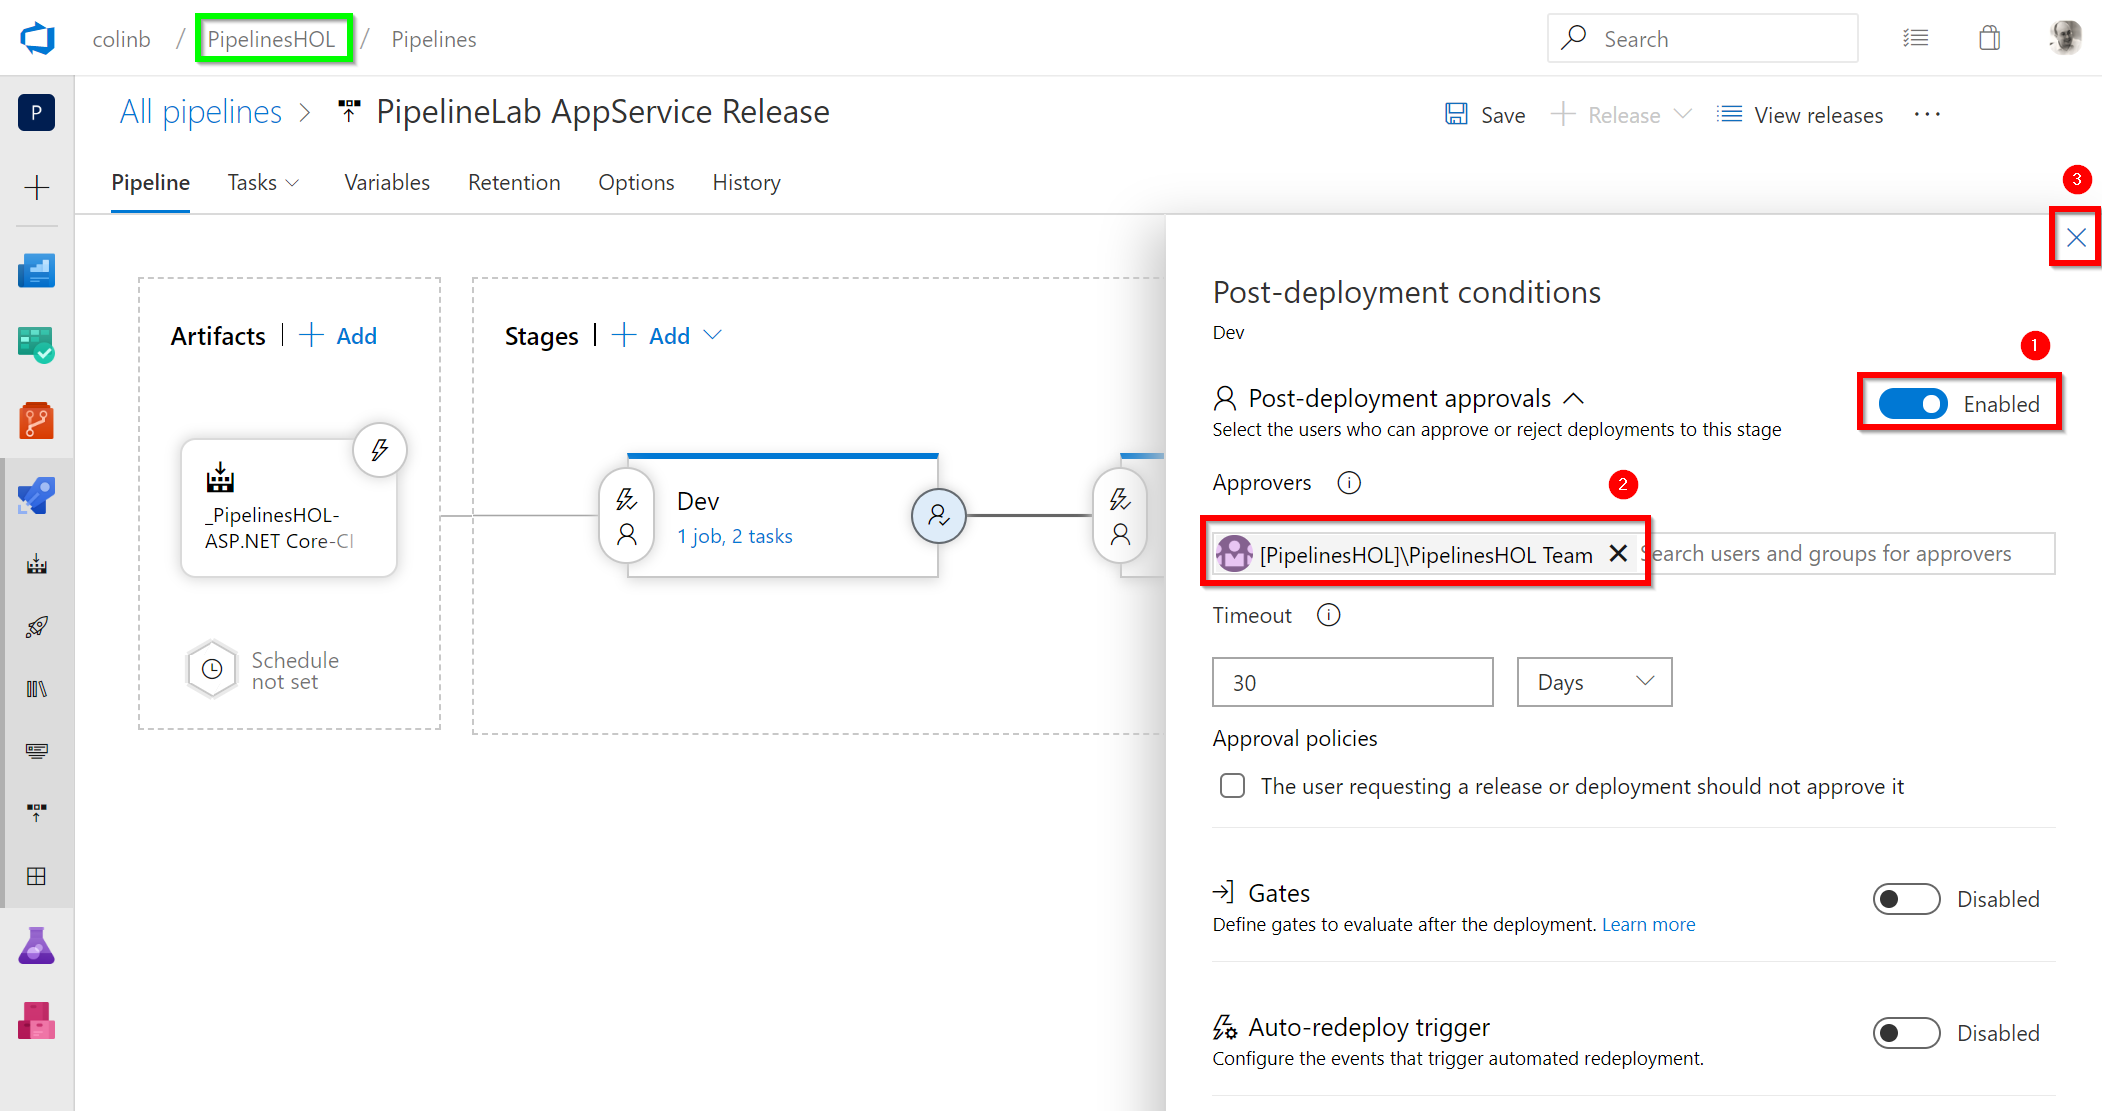 colinb / PipelinesHOL / Pipelines
Search
P
All pipelines > PipelineLab AppService Release
Save
Release
View releases
Pipeline Tasks Variables Retention Options History
3
Post-deployment conditions
Dev
1
Artifacts | + Add
Stages | + Add
Post-deployment approvals
Enabled
Select the users who can approve or reject deployments to this stage
Approvers
2
_PipelinesHOL-
ASP.NET Core-CI
Dev
1 job, 2 tasks
[PipelinesHOL]\PipelinesHOL Team
Search users and groups for approvers
Timeout
Schedule
not set
30
Days
Approval policies
The user requesting a release or deployment should not approve it
Gates
Disabled
Define gates to evaluate after the deployment. Learn more
Auto-redeploy trigger
Disabled
Configure the events that trigger automated redeployment.